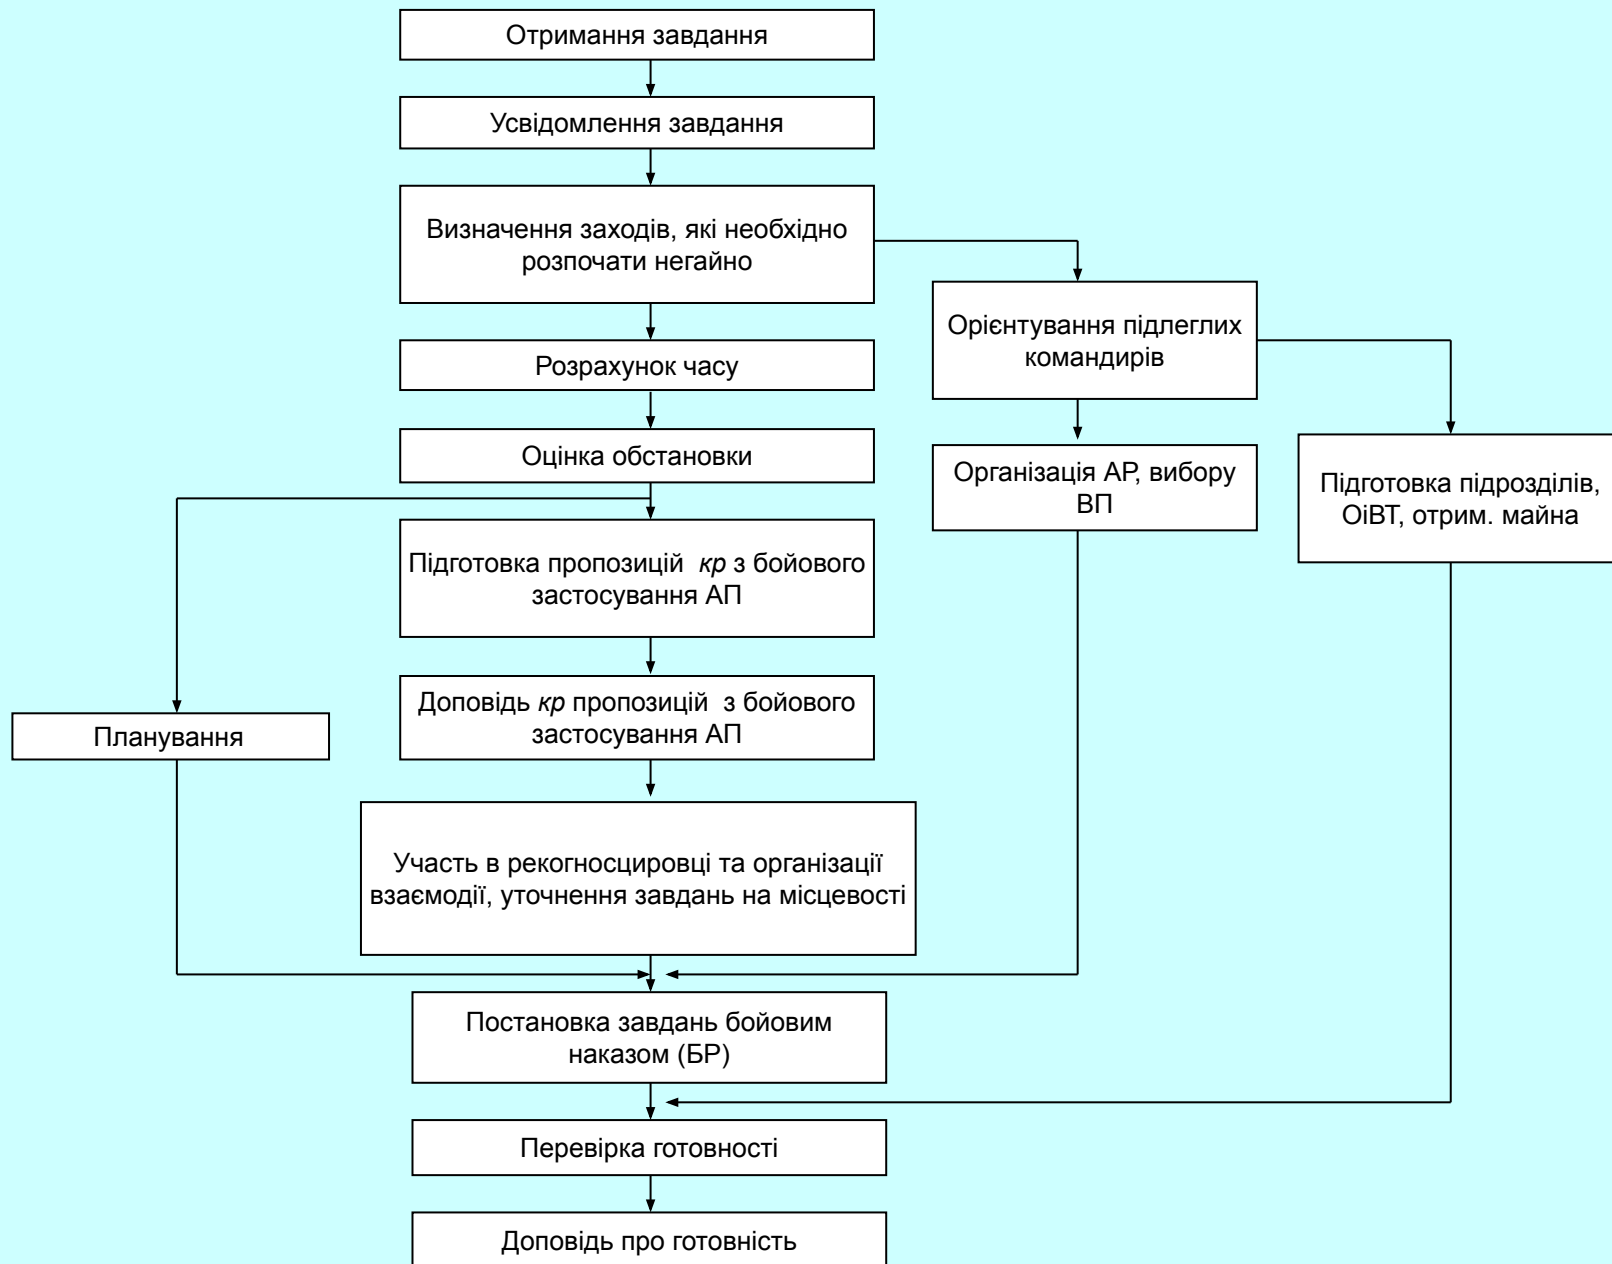 Отримання завдання
Усвідомлення завдання
Визначення заходів, які необхідно
розпочати негайно
Орієнтування підлеглих
командирів
Розрахунок часу
Оцінка обстановки
Організація АР, вибору
ВП
Підготовка підрозділів,
ОіВТ, отрим. майна
Підготовка пропозицій кр з бойового
застосування АП
Доповідь кр пропозицій з бойового
застосування АП
Планування
Участь в рекогносцировці та організації
взаємодії, уточнення завдань на місцевості
Постановка завдань бойовим
наказом (БР)
Перевірка готовності
Доповідь про готовність